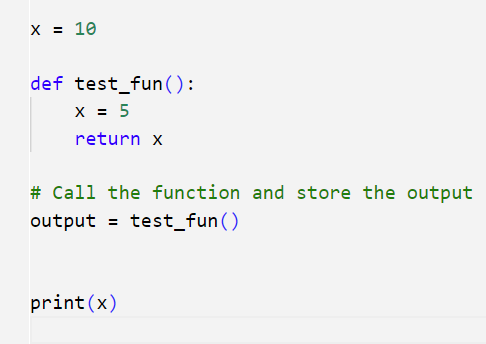 x = 10
def test_fun():
    x = 5
    return x
# Call the function and store the output
output = test_fun()
print(x)